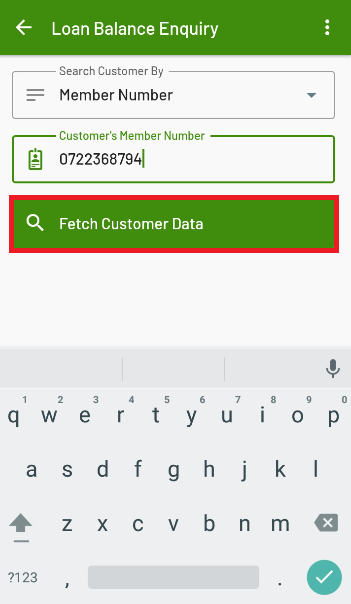 Loan Balance Enquiry
Search Customer By
Member Number
Customer's Member Number
0722368794
Fetch Customer Data
1 2 3 4 5 6 7 8 9 0
q w e r t y u i o p
a s d f g h j k l
z x c v b n m
?123 , .